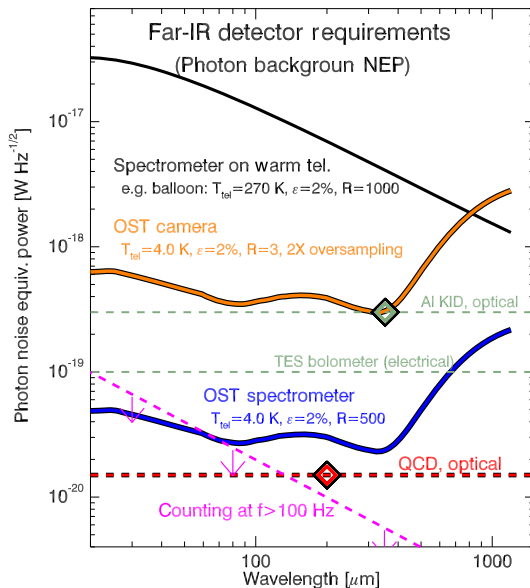 Far-IR detector requirements
(Photon backgroun NEP)
Photon noise equiv. power [W Hz^-1/2]
10^-17
10^-18
10^-19
10^-20
Spectrometer on warm tel.
e.g. balloon: T_tel=270 K, ε=2%, R=1000
OST camera
T_tel=4.0 K, ε=2%, R=3, 2X oversampling
Al KID, optical
TES bolometer (electrical)
OST spectrometer
T_tel=4.0 K, ε=2%, R=500
QCD, optical
Counting at f>100 Hz
100
1000
Wavelength [μm]